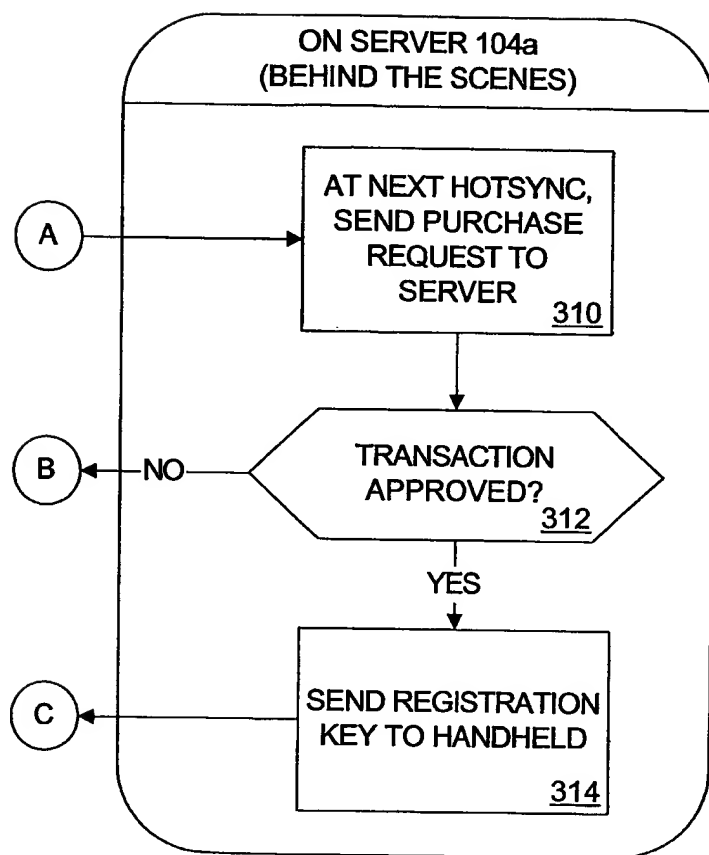 ON SERVER 104a
(BEHIND THE SCENES)
A
AT NEXT HOTSYNC,
SEND PURCHASE
REQUEST TO
SERVER
310
B
NO
TRANSACTION
APPROVED?
312
YES
C
SEND REGISTRATION
KEY TO HANDHELD
314